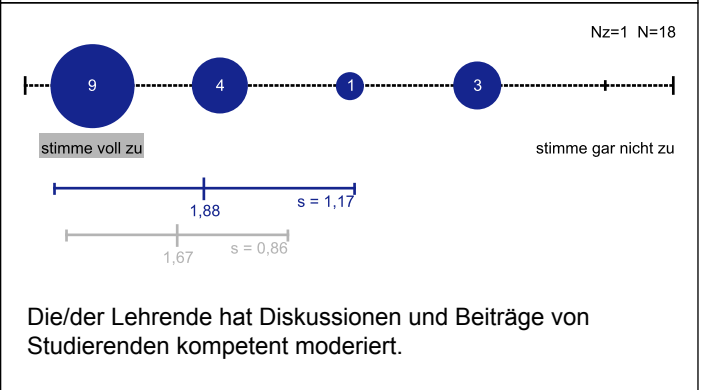 Nz=1 N=18
9 4 1 3
stimme voll zu stimme gar nicht zu
s = 1,17
1,88
s = 0,86
1,67
Die/der Lehrende hat Diskussionen und Beiträge von
Studierenden kompetent moderiert.